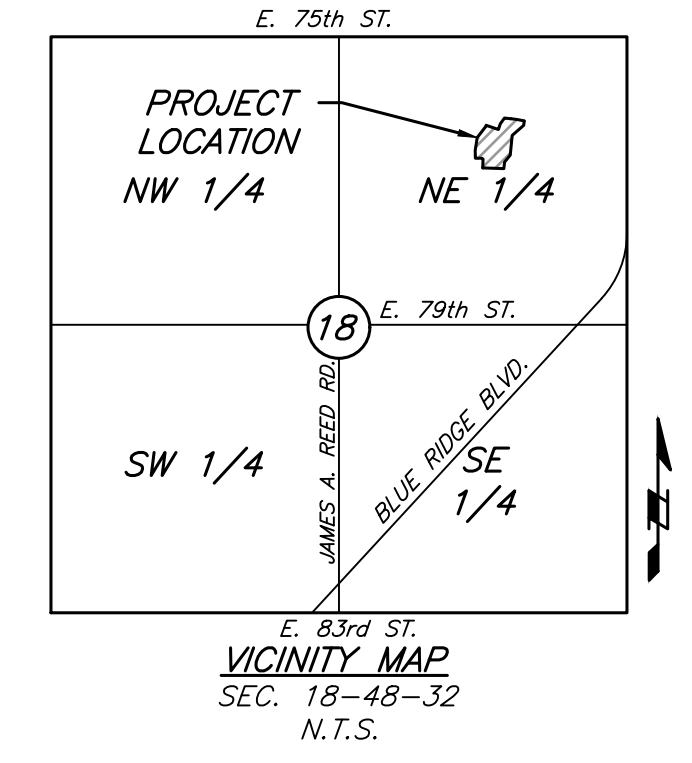 E. 75th ST.
PROJECT
LOCATION
NW 1/4
NE 1/4
E. 79th ST.
18
JAMES A. REED RD.
BLUE RIDGE BLVD.
SW 1/4
SE
1/4
E. 83rd ST.
VICINITY MAP
SEC. 18-48-32
N.T.S.